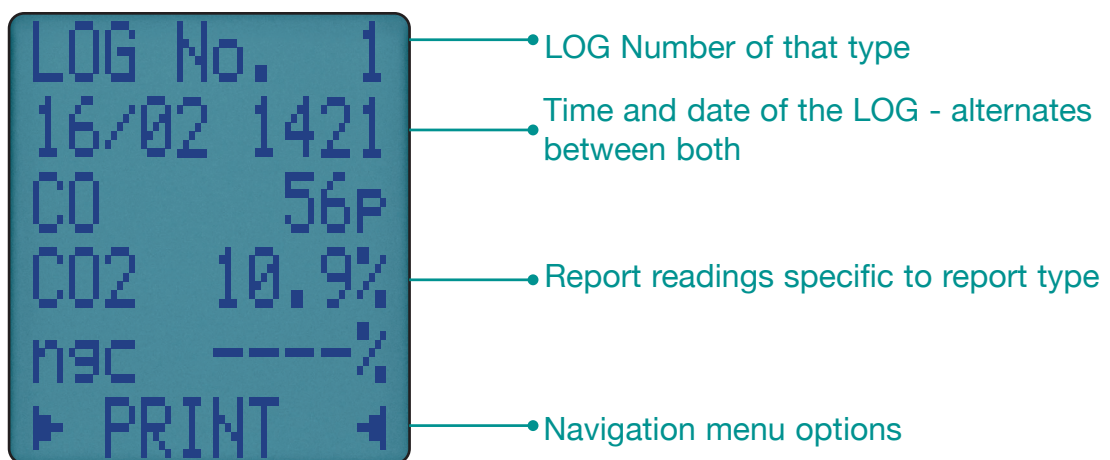 LOG No. 1
LOG Number of that type
16/02 1421
Time and date of the LOG - alternates
between both
CO 56p
CO2 10.9%
Report readings specific to report type
ngc ----%
PRINT
Navigation menu options